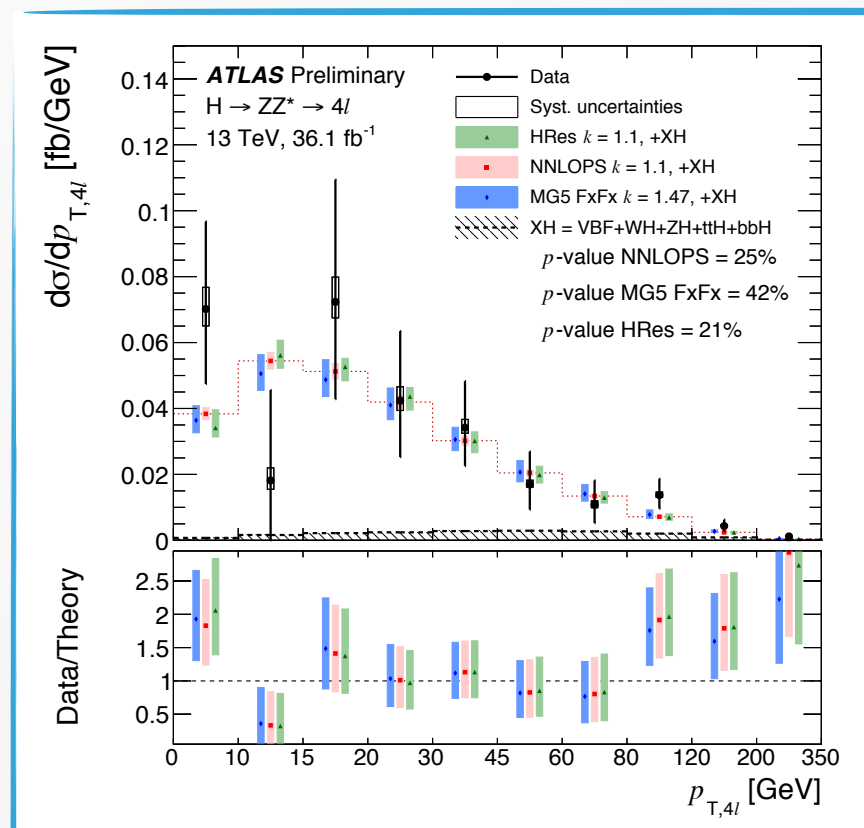 ATLAS Preliminary
H → ZZ* → 4l
13 TeV, 36.1 fb⁻¹
Data
Syst. uncertainties
HRes k = 1.1, +XH
NNLOPS k = 1.1, +XH
MG5 FxFx k = 1.47, +XH
XH = VBF+WH+ZH+ttH+bbH
p-value NNLOPS = 25%
p-value MG5 FxFx = 42%
p-value HRes = 21%
dσ/dp_T,4l [fb/GeV]
0.14
0.12
0.1
0.08
0.06
0.04
0.02
0
Data/Theory
2.5
2
1.5
1
0.5
0 10 15 20 30 45 60 80 120 200 350
p_T,4l [GeV]